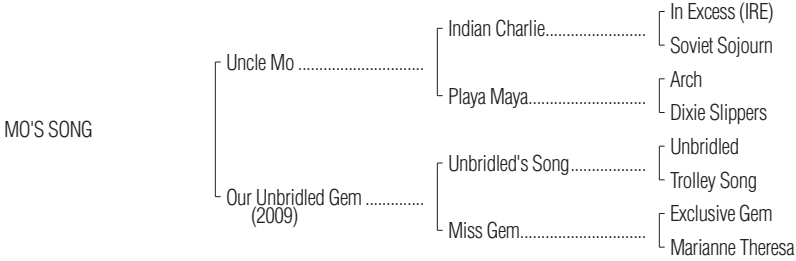 In Excess (IRE)
Indian Charlie.......................
Soviet Sojourn
Uncle Mo .............................
Arch
Playa Maya...........................
Dixie Slippers
MO'S SONG
Unbridled
Unbridled's Song..................
Trolley Song
Our Unbridled Gem ..............
(2009)
Exclusive Gem
Miss Gem.............................
Marianne Theresa